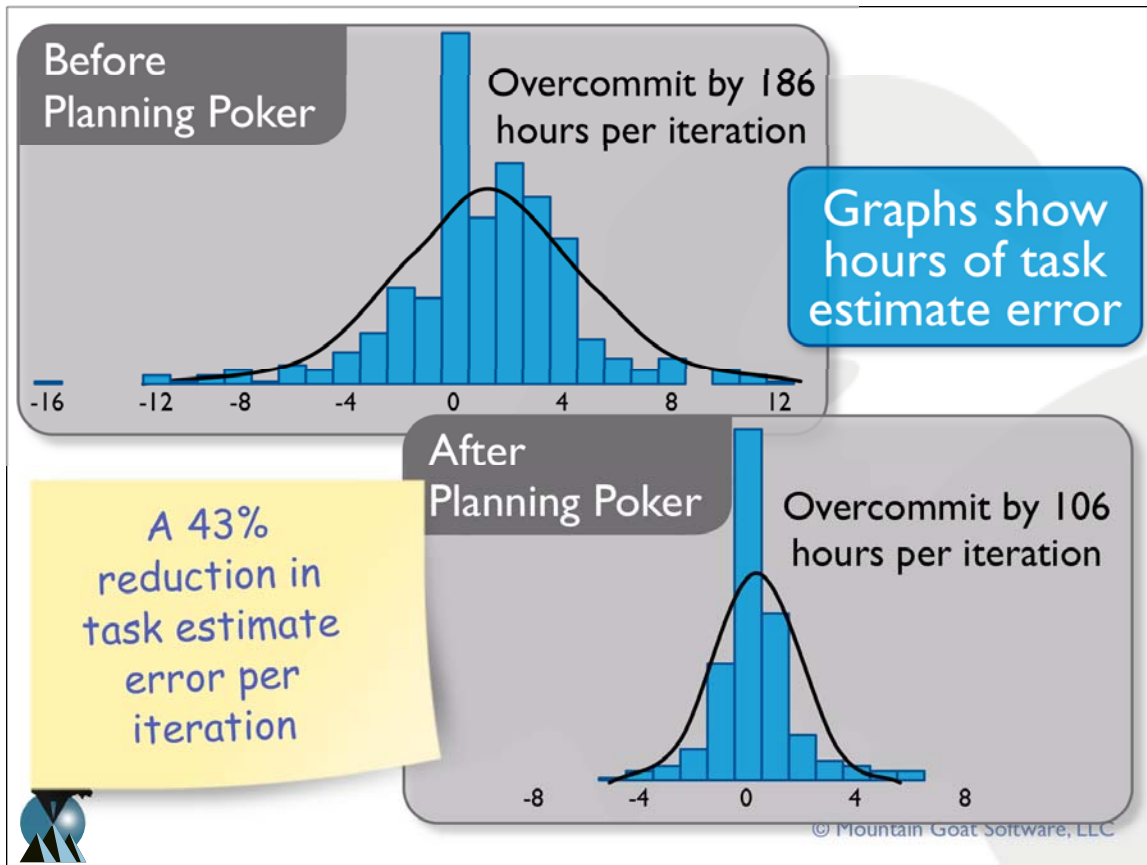 Before
Planning Poker
Overcommit by 186
hours per iteration
-16
-12
-8
-4
0
4
8
12
Graphs show
hours of task
estimate error
After
Planning Poker
Overcommit by 106
hours per iteration
-8
-4
0
4
8
A 43%
reduction in
task estimate
error per
iteration
© Mountain Goat Software, LLC